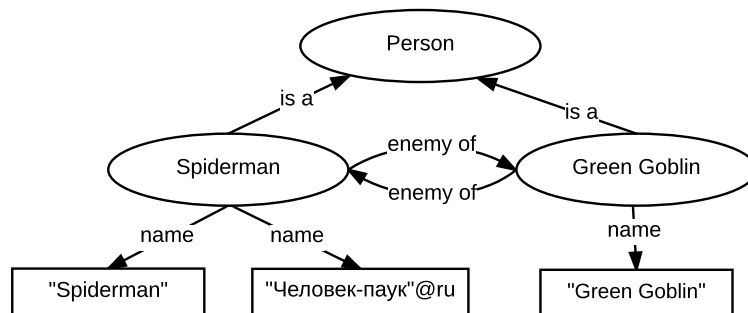 Person
is a
is a
enemy of
Spiderman
Green Goblin
enemy of
name
name
name
"Spiderman"
"Человек-паук"@ru
"Green Goblin"